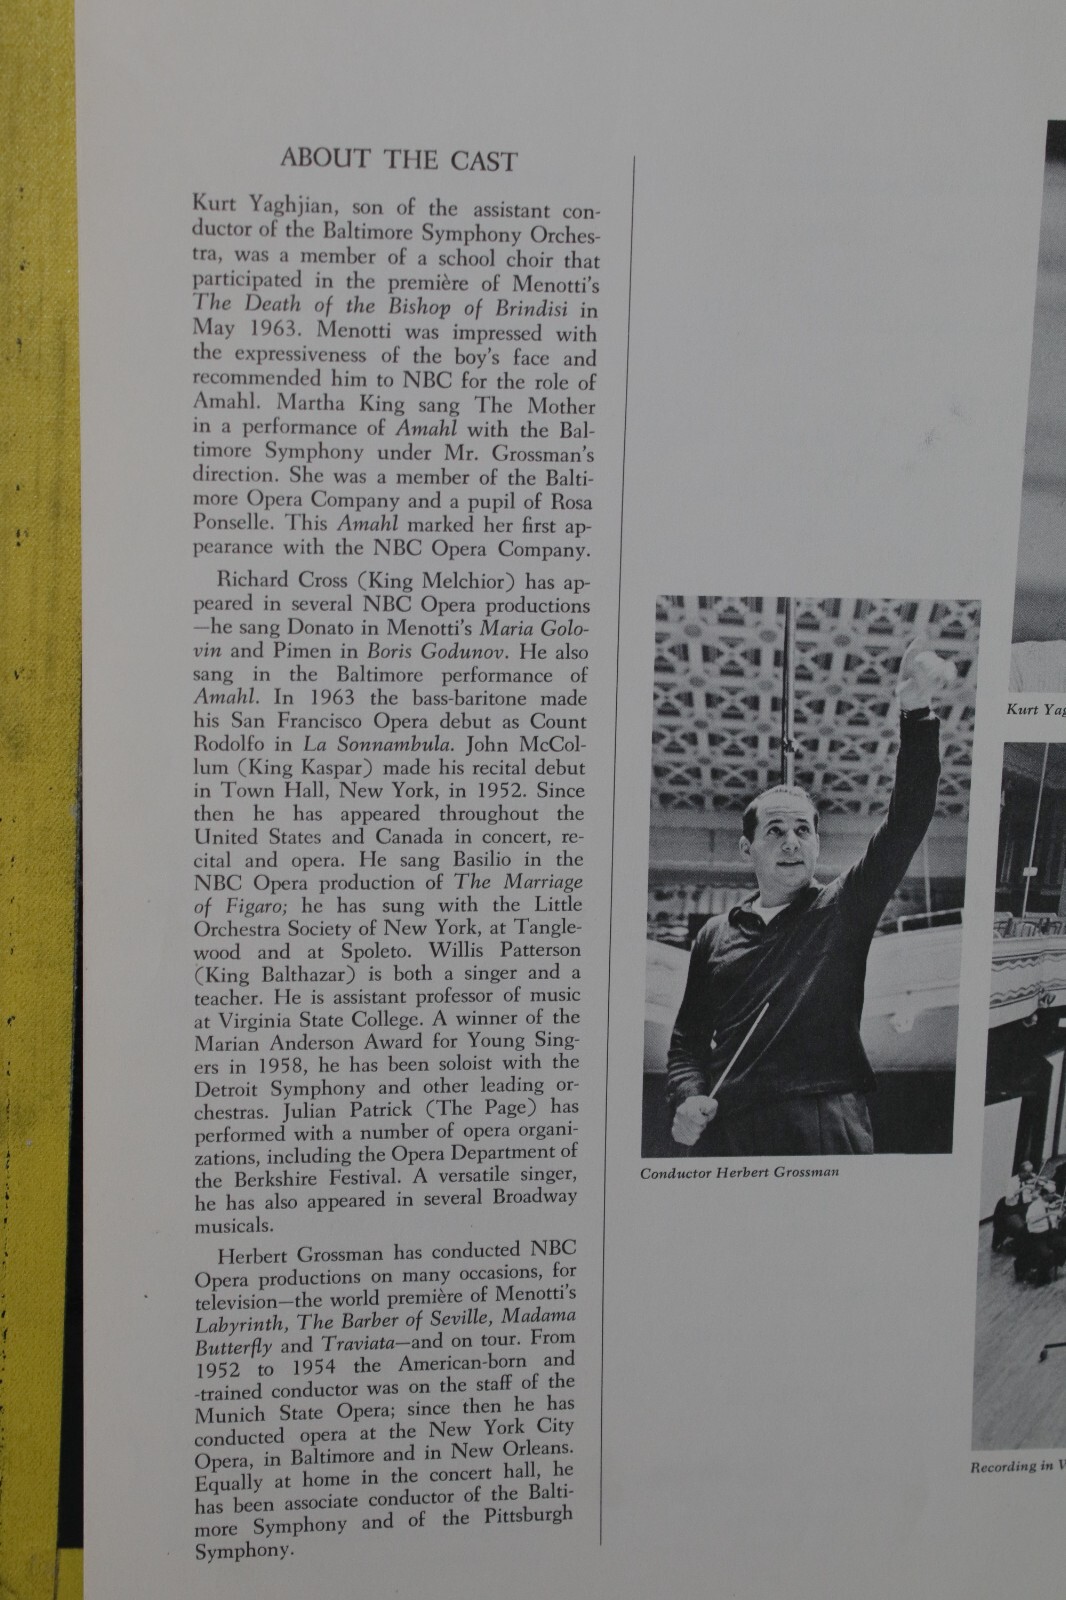 ABOUT THE CAST
Kurt Yaghjian, son of the assistant con-
ductor of the Baltimore Symphony Orches-
tra, was a member of a school choir that
participated in the première of Menotti's
The Death of the Bishop of Brindisi in
May 1963. Menotti was impressed with
the expressiveness of the boy's face and
recommended him to NBC for the role of
Amahl. Martha King sang The Mother
in a performance of Amahl with the Bal-
timore Symphony under Mr. Grossman's
direction. She was a member of the Balti-
more Opera Company and a pupil of Rosa
Ponselle. This Amahl marked her first ap-
pearance with the NBC Opera Company.
Richard Cross (King Melchior) has ap-
peared in several NBC Opera productions
—he sang Donato in Menotti's Maria Golo-
vin and Pimen in Boris Godunov. He also
sang in the Baltimore performance of
Amahl. In 1963 the bass-baritone made
his San Francisco Opera debut as Count
Rodolfo in La Sonnambula. John McCol-
lum (King Kaspar) made his recital debut
in Town Hall, New York, in 1952. Since
then he has appeared throughout the
United States and Canada in concert, re-
cital and opera. He sang Basilio in the
NBC Opera production of The Marriage
of Figaro; he has sung with the Little
Orchestra Society of New York, at Tangle-
wood and at Spoleto. Willis Patterson
(King Balthazar) is both a singer and a
teacher. He is assistant professor of music
at Virginia State College. A winner of the
Marian Anderson Award for Young Sing-
ers in 1958, he has been soloist with the
Detroit Symphony and other leading or-
chestras. Julian Patrick (The Page) has
performed with a number of opera organi-
zations, including the Opera Department of
the Berkshire Festival. A versatile singer,
he has also appeared in several Broadway
musicals.
Herbert Grossman has conducted NBC
Opera productions on many occasions, for
television—the world première of Menotti's
Labyrinth, The Barber of Seville, Madama
Butterfly and Traviata—and on tour. From
1952 to 1954 the American-born and
-trained conductor was on the staff of the
Munich State Opera; since then he has
conducted opera at the New York City
Opera, in Baltimore and in New Orleans.
Equally at home in the concert hall, he
has been associate conductor of the Balti-
more Symphony and of the Pittsburgh
Symphony.
Conductor Herbert Grossman
Kurt Yag
Recording in